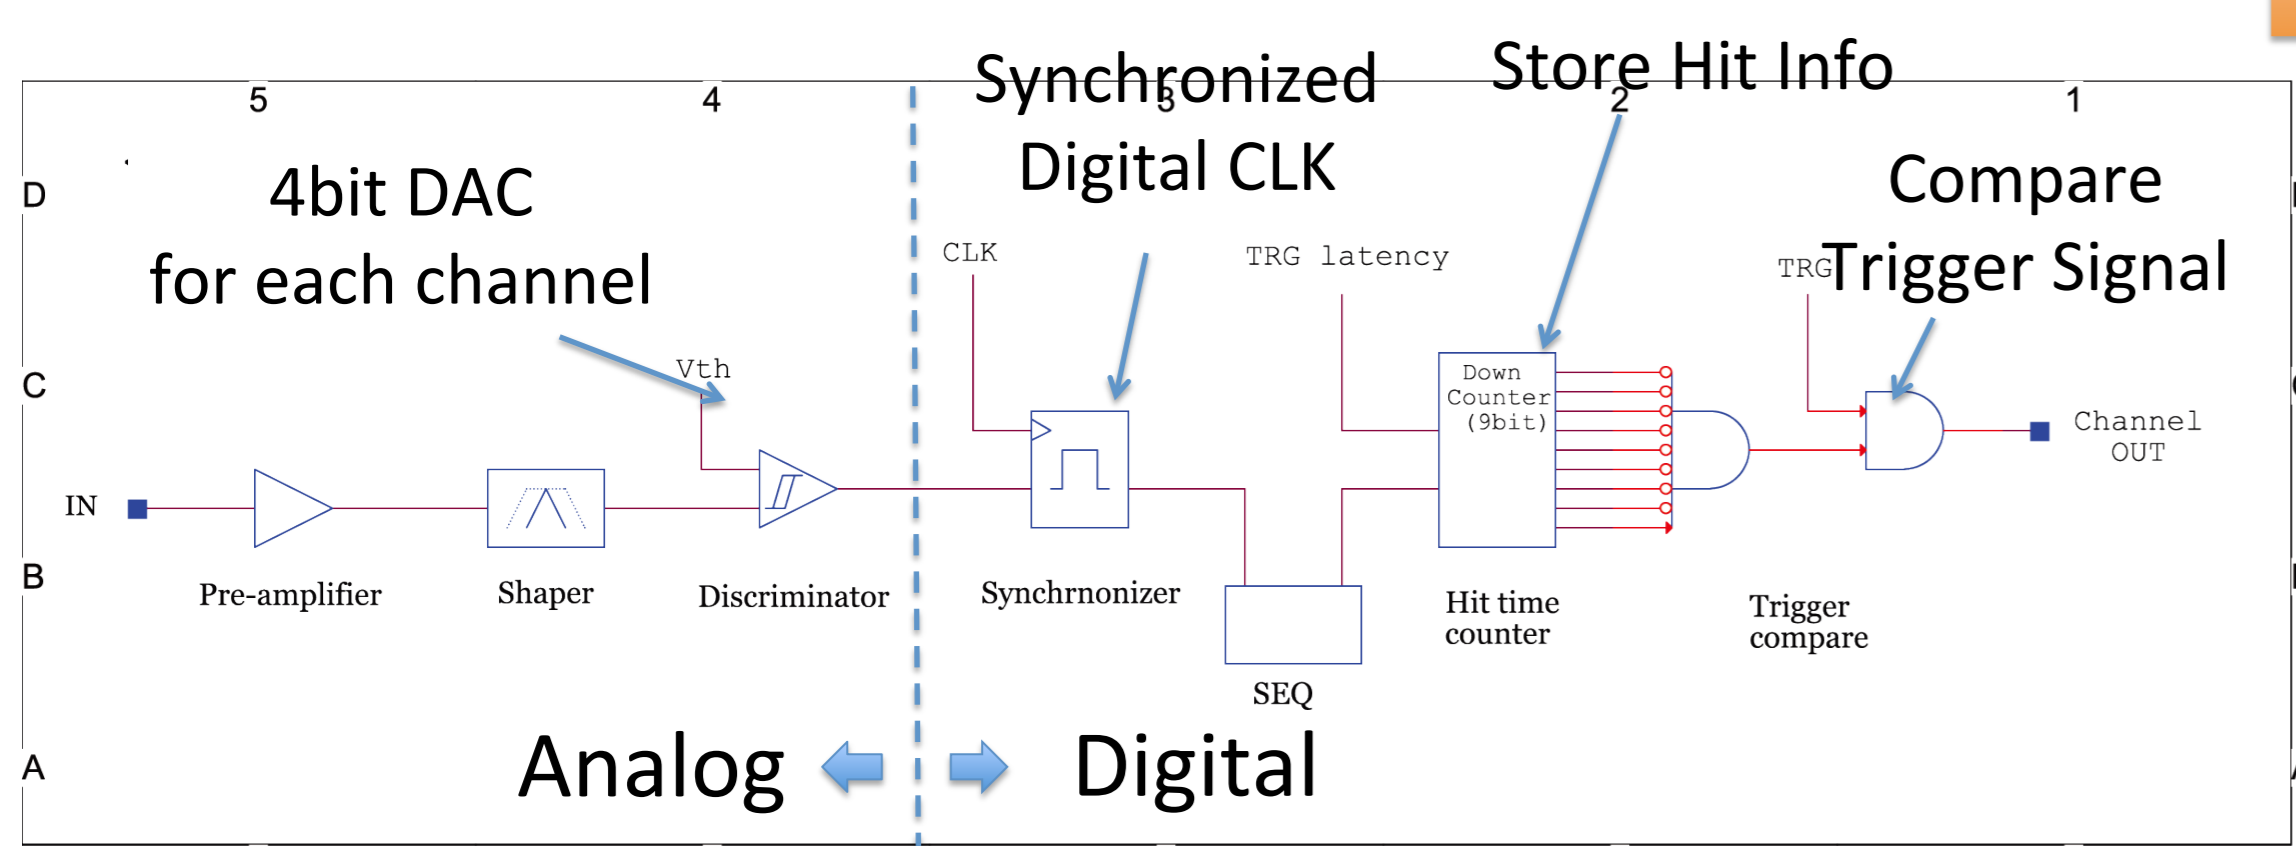 Synchronized
Digital CLK
Store Hit Info
5
4
3
2
1
4bit DAC
for each channel
Compare
Trigger Signal
D
C
B
A
CLK
TRG latency
TRG
Vth
Down
Counter
(9bit)
Channel
OUT
IN
Pre-amplifier
Shaper
Discriminator
Synchrnonizer
SEQ
Hit time
counter
Trigger
compare
Analog
Digital